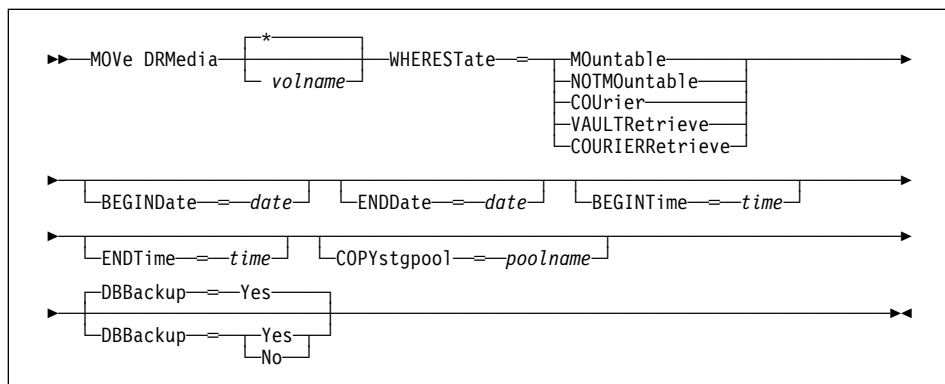 *
MOVe DRMedia volname WHERESTate = MOuntable
NOTMOuntable
COUrier
VAULTRetrieve
COURIERRetrieve
BEGINDate = date ENDDate = date BEGINTime = time
ENDTime = time COPYstgpool = poolname
DBBackup = Yes
DBBackup = Yes
No